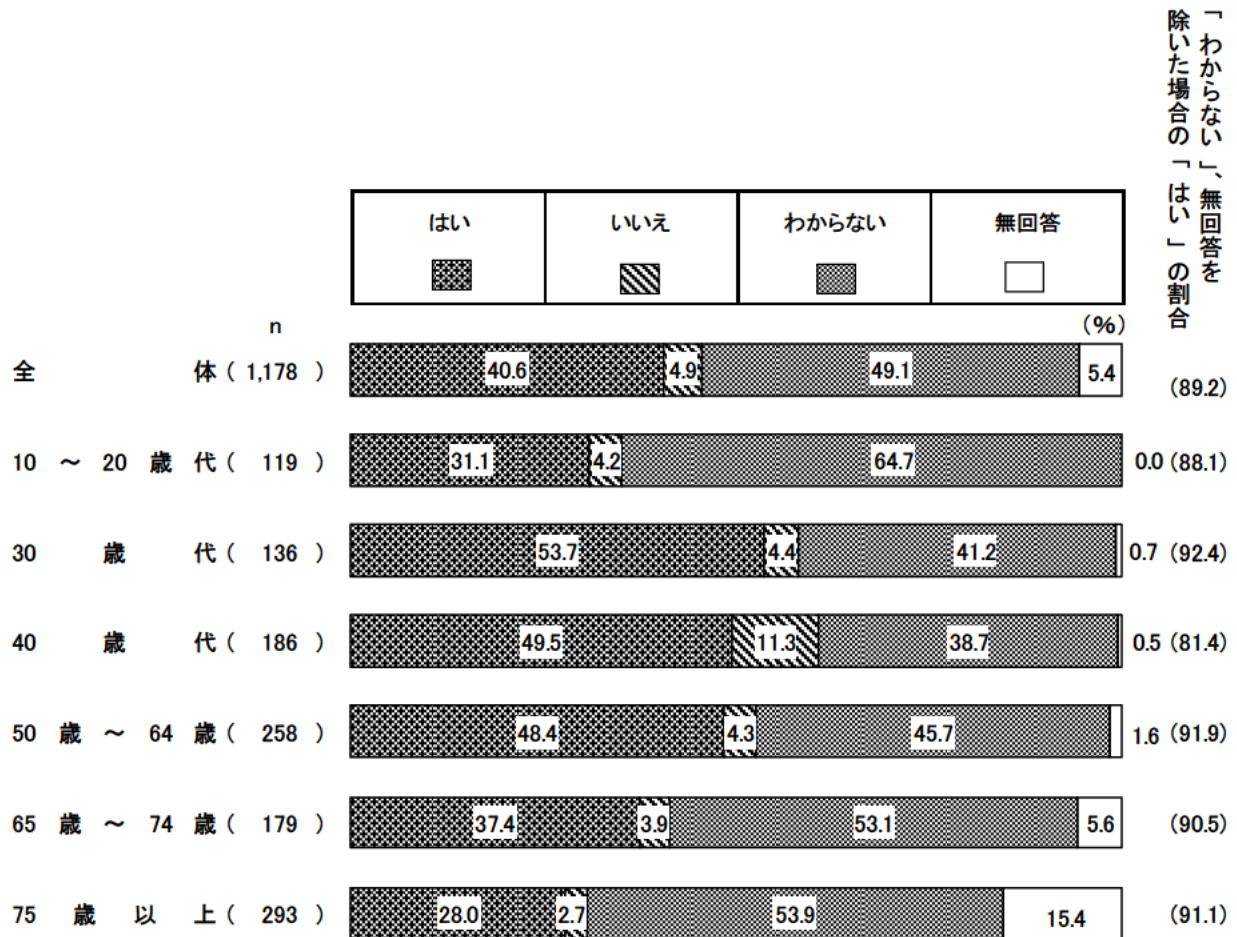 「わからない」、無回答を
除いた場合の「はい」の割合
はい いいえ わからない 無回答
n (%)
全体( 1,178 ) 40.6 4.9 49.1 5.4 (89.2)
10 ～ 20 歳代( 119 ) 31.1 4.2 64.7 0.0 (88.1)
30 歳代( 136 ) 53.7 4.4 41.2 0.7 (92.4)
40 歳代( 186 ) 49.5 11.3 38.7 0.5 (81.4)
50 歳 ～ 64 歳( 258 ) 48.4 4.3 45.7 1.6 (91.9)
65 歳 ～ 74 歳( 179 ) 37.4 3.9 53.1 5.6 (90.5)
75 歳以上( 293 ) 28.0 2.7 53.9 15.4 (91.1)